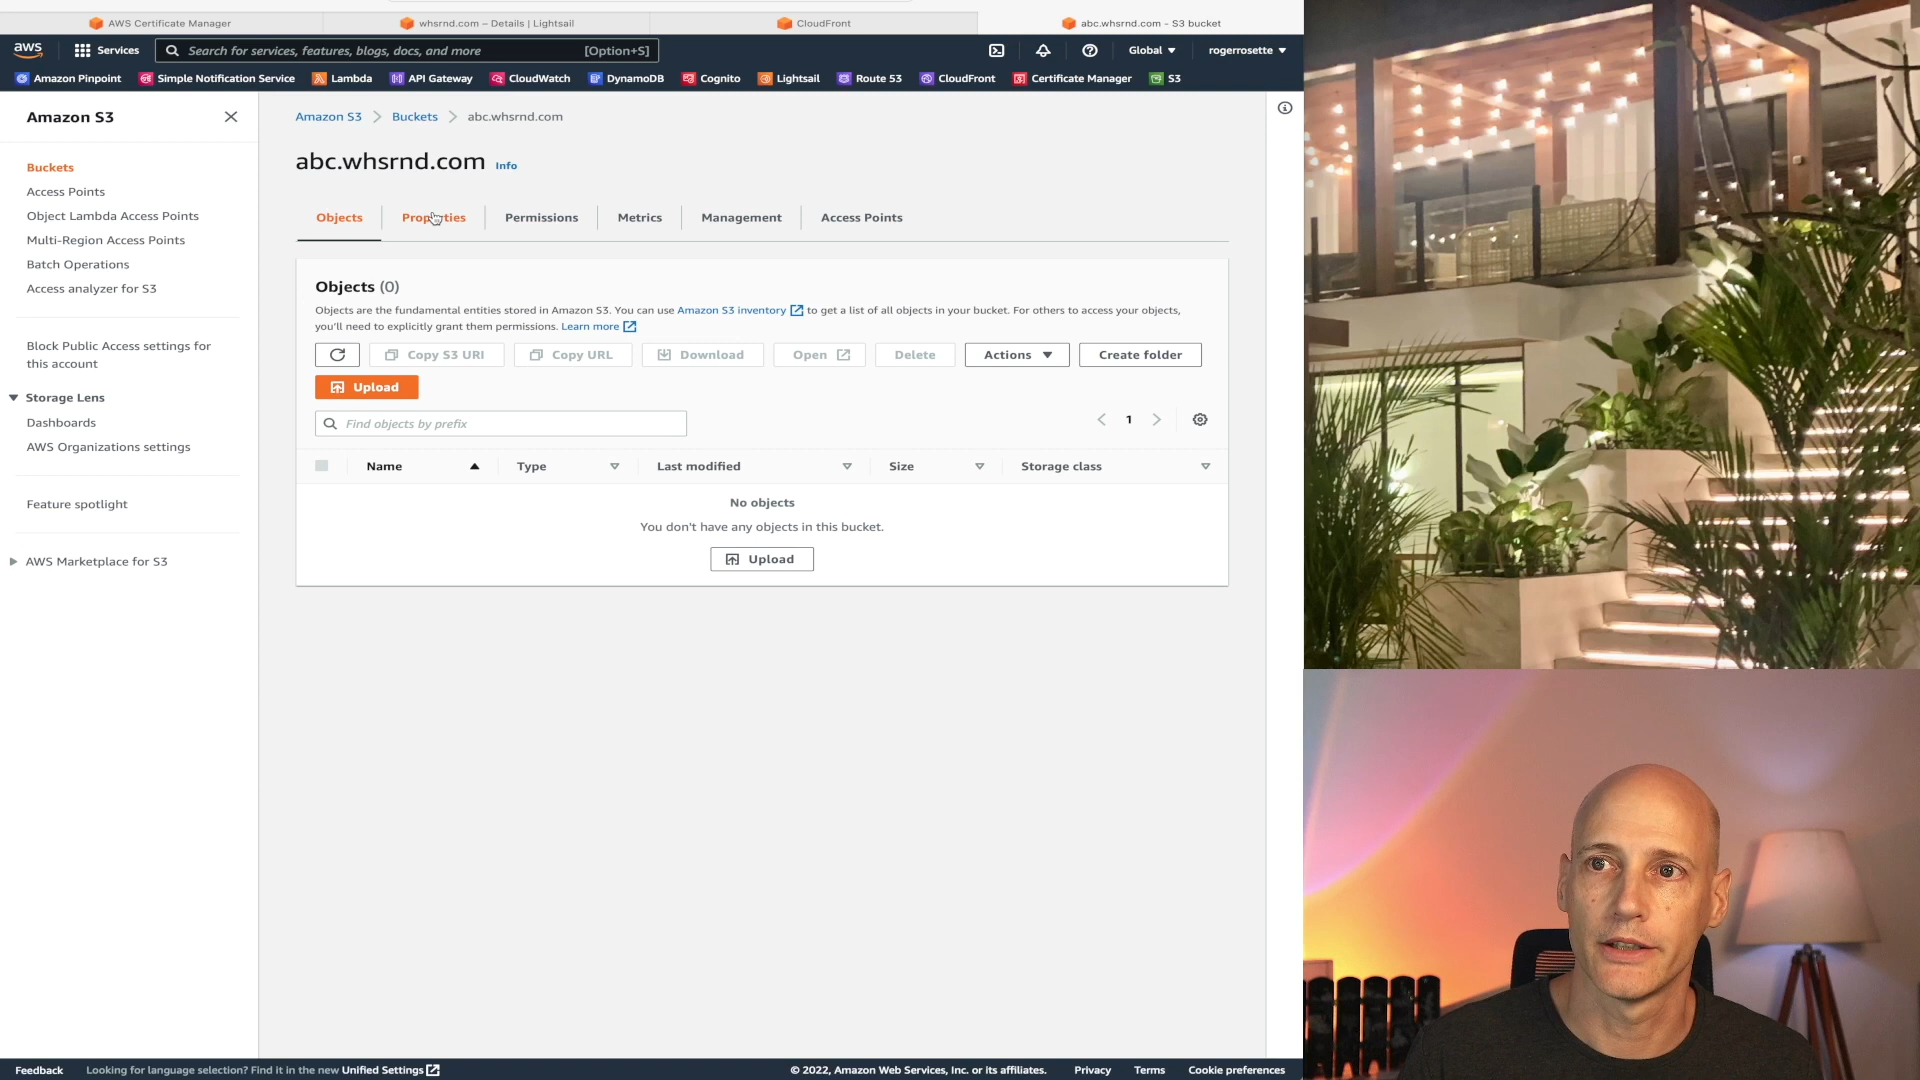 AWS Certificate Manager
whsrnd.com – Details | Lightsail
CloudFront
abc.whsrnd.com - S3 bucket
aws
Services
Search for services, features, blogs, docs, and more
[Option+S]
Global
rogerrosette
Amazon Pinpoint
Simple Notification Service
Lambda
API Gateway
CloudWatch
DynamoDB
Cognito
Lightsail
Route 53
CloudFront
Certificate Manager
S3
Amazon S3
Buckets
Access Points
Object Lambda Access Points
Multi-Region Access Points
Batch Operations
Access analyzer for S3
Block Public Access settings for
this account
Storage Lens
Dashboards
AWS Organizations settings
Feature spotlight
AWS Marketplace for S3
Amazon S3
Buckets
abc.whsrnd.com
abc.whsrnd.com
Info
Objects
Properties
Permissions
Metrics
Management
Access Points
Objects (0)
Objects are the fundamental entities stored in Amazon S3. You can use Amazon S3 inventory to get a list of all objects in your bucket. For others to access your objects,
you'll need to explicitly grant them permissions. Learn more
Copy S3 URI
Copy URL
Download
Open
Delete
Actions
Create folder
Upload
Find objects by prefix
1
Name
Type
Last modified
Size
Storage class
No objects
You don't have any objects in this bucket.
Upload
Feedback
Looking for language selection? Find it in the new Unified Settings
© 2022, Amazon Web Services, Inc. or its affiliates.
Privacy
Terms
Cookie preferences